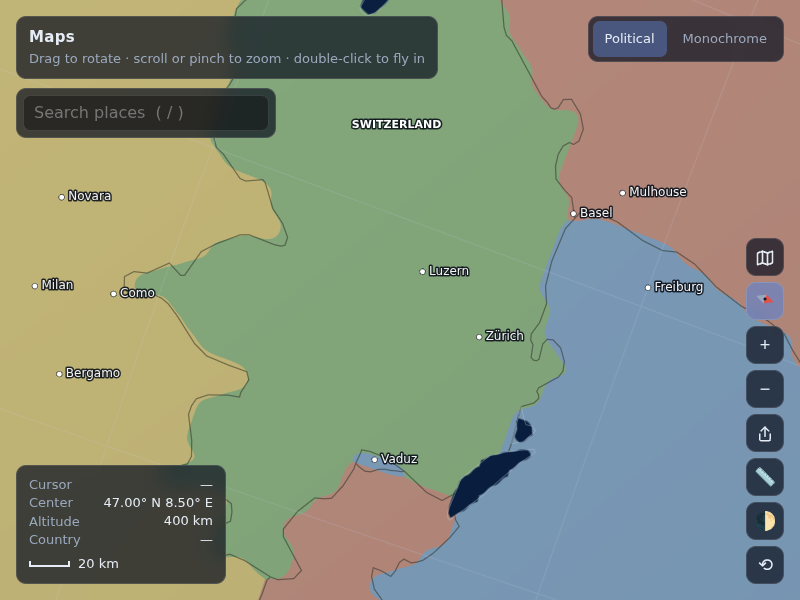 Maps
Drag to rotate · scroll or pinch to zoom · double-click to fly in
Political
Monochrome
Search places ( / )
SWITZERLAND
Mulhouse
Novara
Basel
Luzern
Milan
Como
Freiburg
Zürich
+
Bergamo
−
Vaduz
Cursor —
Center 47.00° N 8.50° E
Altitude 400 km
Country —
20 km